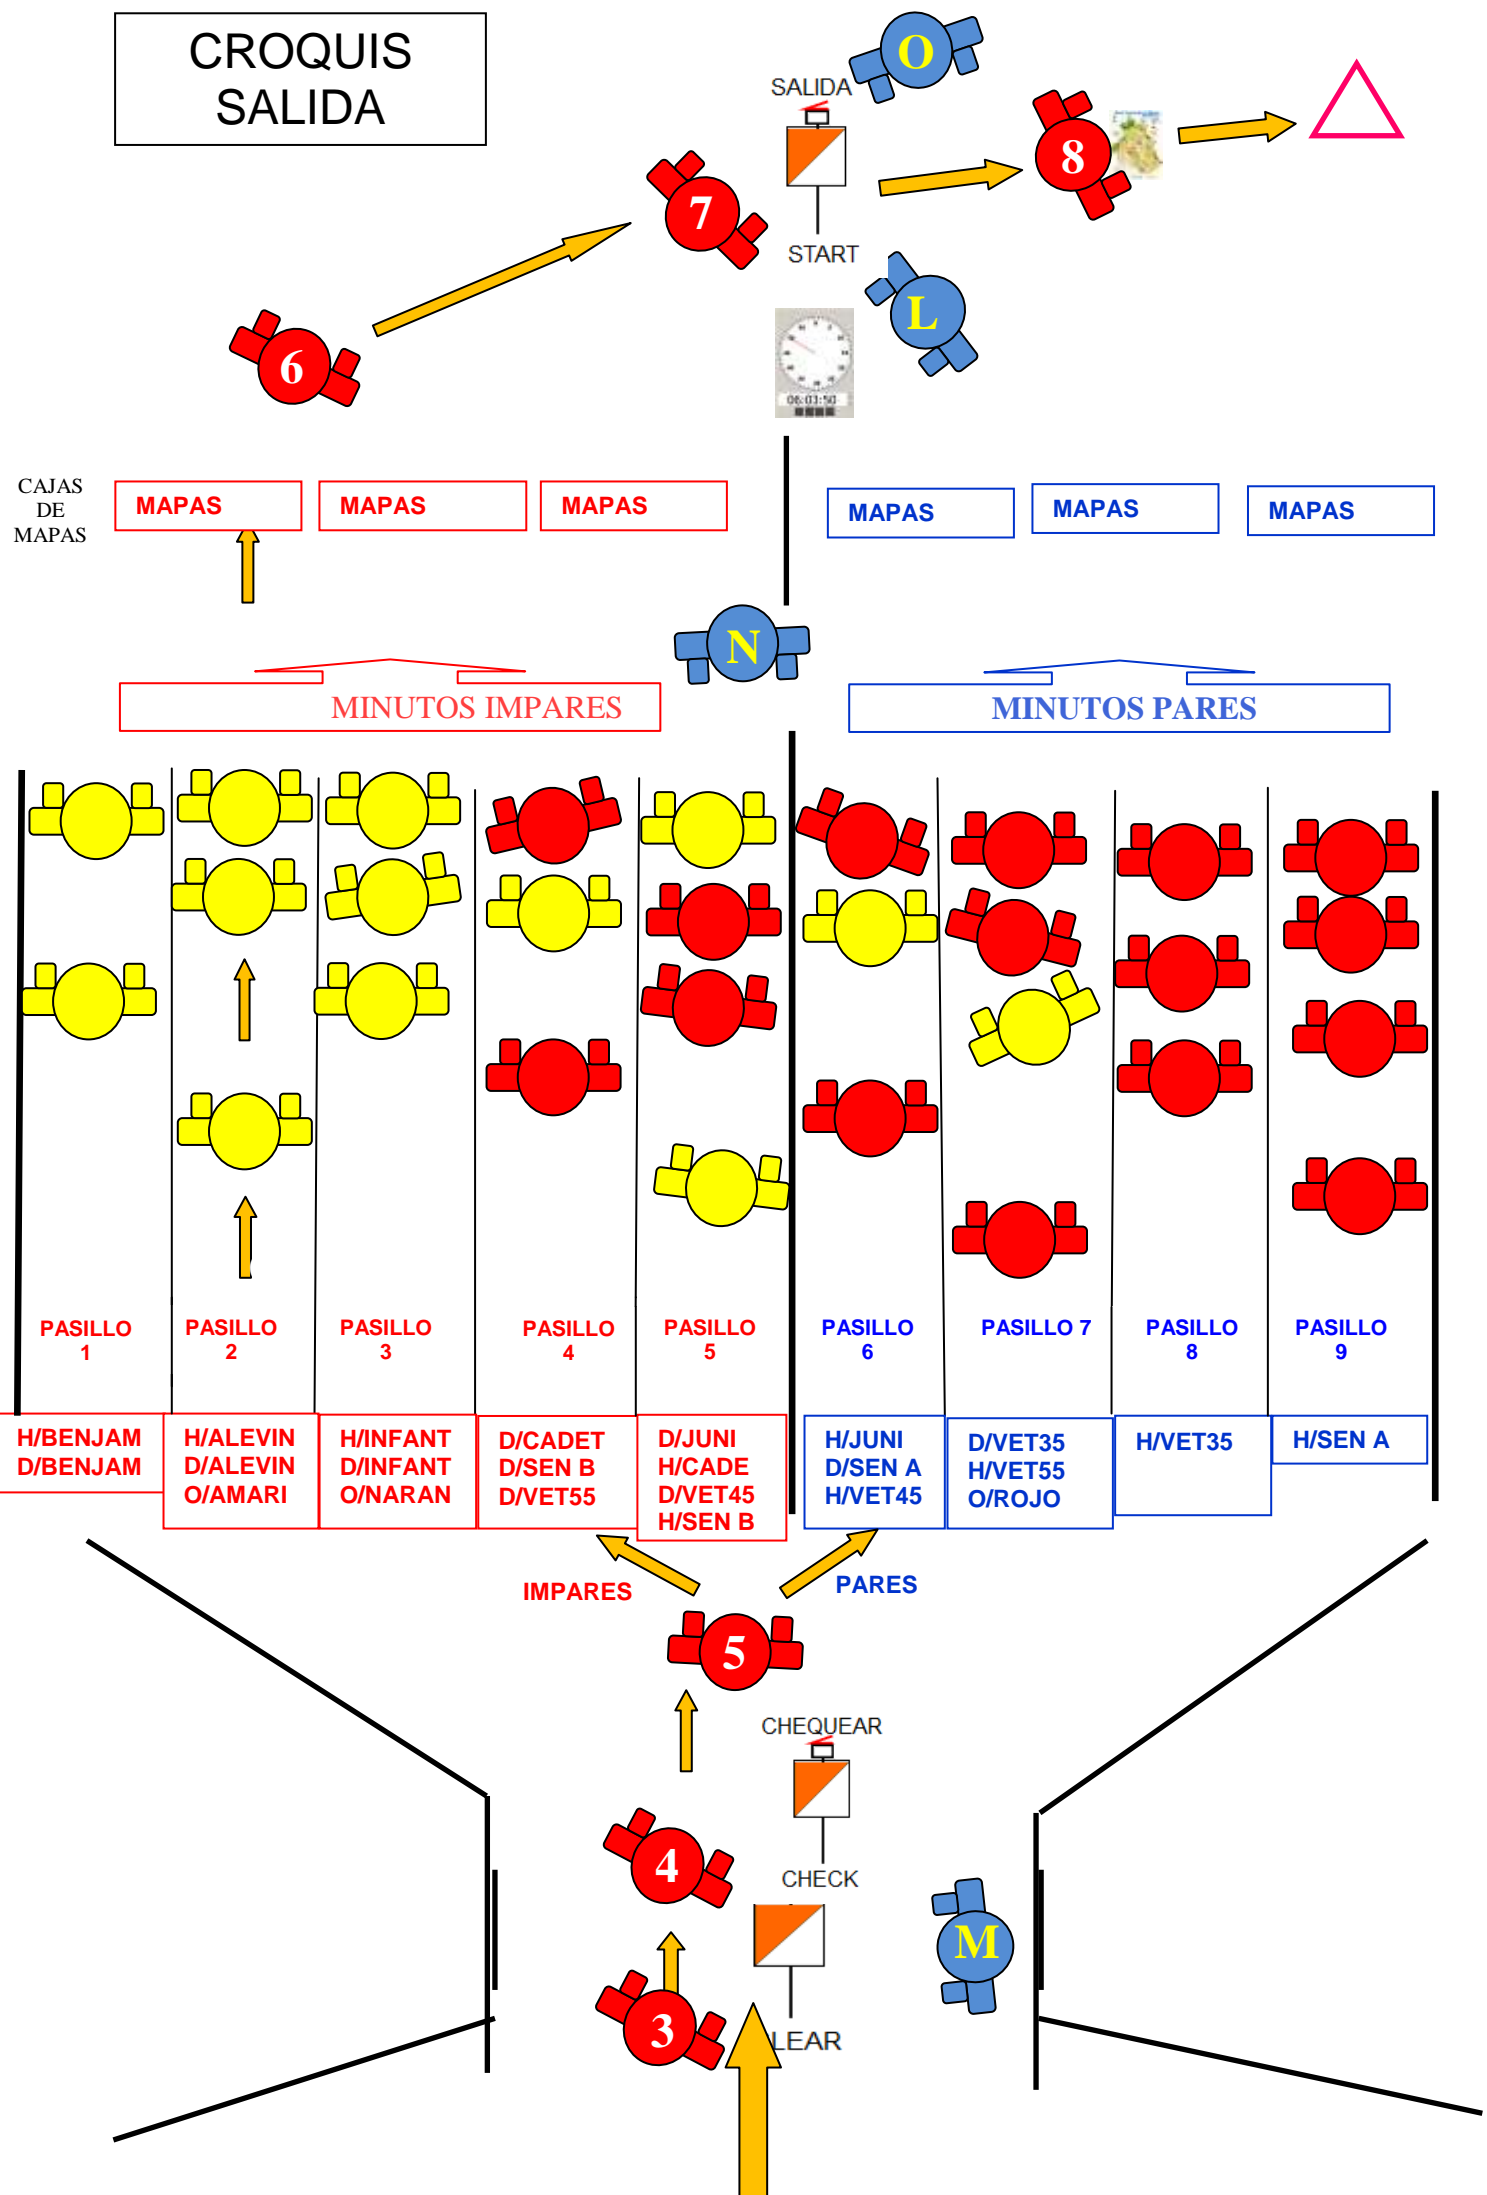 CROQUIS
SALIDA
O
SALIDA
8
7
START
L
6
06:03:50
CAJAS
DE
MAPAS
MAPAS
MAPAS
MAPAS
MAPAS
MAPAS
MAPAS
N
MINUTOS IMPARES
MINUTOS PARES
PASILLO
1
PASILLO
2
PASILLO
3
PASILLO
4
PASILLO
5
PASILLO
6
PASILLO 7
PASILLO
8
PASILLO
9
H/BENJAM
D/BENJAM
H/ALEVIN
D/ALEVIN
O/AMARI
H/INFANT
D/INFANT
O/NARAN
D/CADET
D/SEN B
D/VET55
D/JUNI
H/CADE
D/VET45
H/SEN B
H/JUNI
D/SEN A
H/VET45
D/VET35
H/VET55
O/ROJO
H/VET35
H/SEN A
IMPARES
PARES
5
CHEQUEAR
4
CHECK
M
3
LEAR